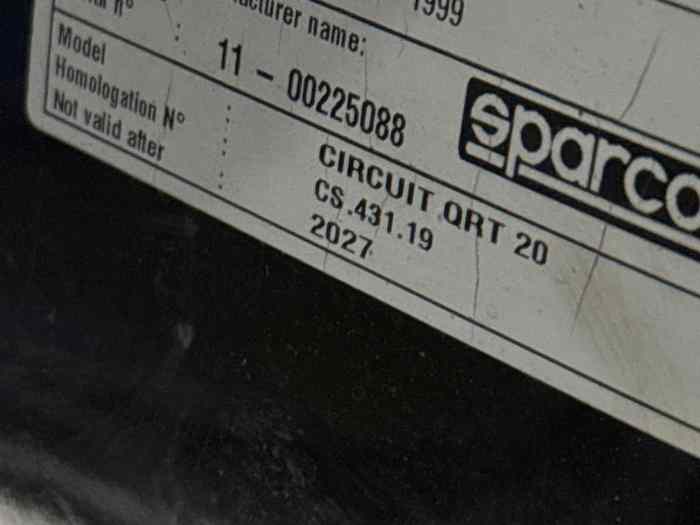 1999
n°
cturer name:
: 11 - 00225088
sparco
Model : CIRCUIT QRT 20
Homologation N° : CS.431.19
Not valid after : 2027